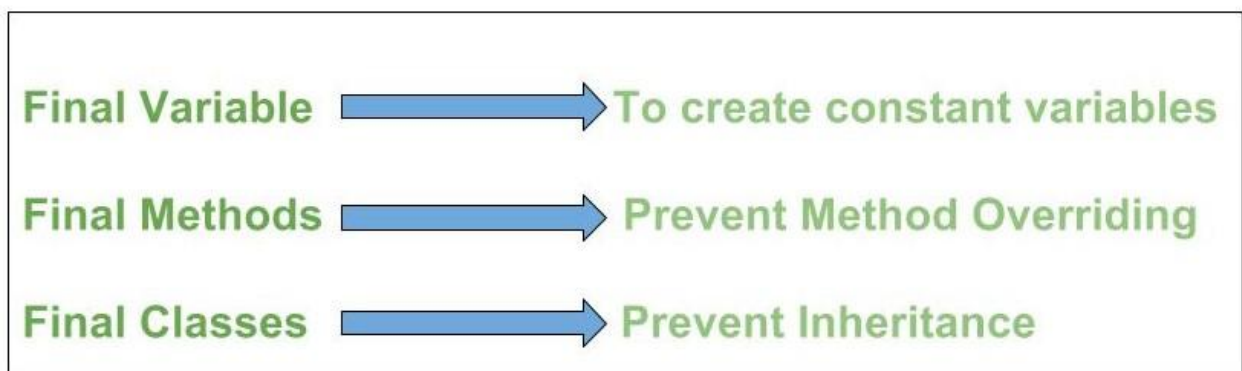 Final Variable To create constant variables
Final Methods Prevent Method Overriding
Final Classes Prevent Inheritance